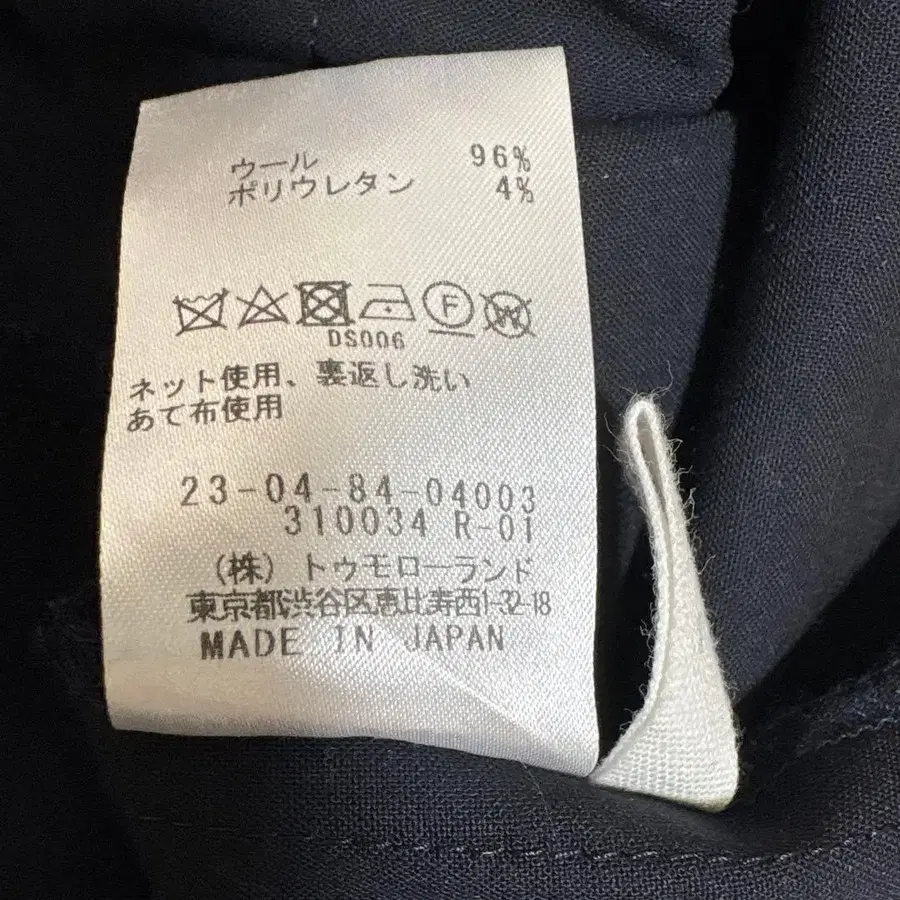 ウール 96%
ポリウレタン 4%
F W
DS006
ネット使用、裏返し洗い
あて布使用
23-04-84-04003
310034 R-01
(株)トゥモローランド
東京都渋谷区恵比寿西1-32-18
MADE IN JAPAN